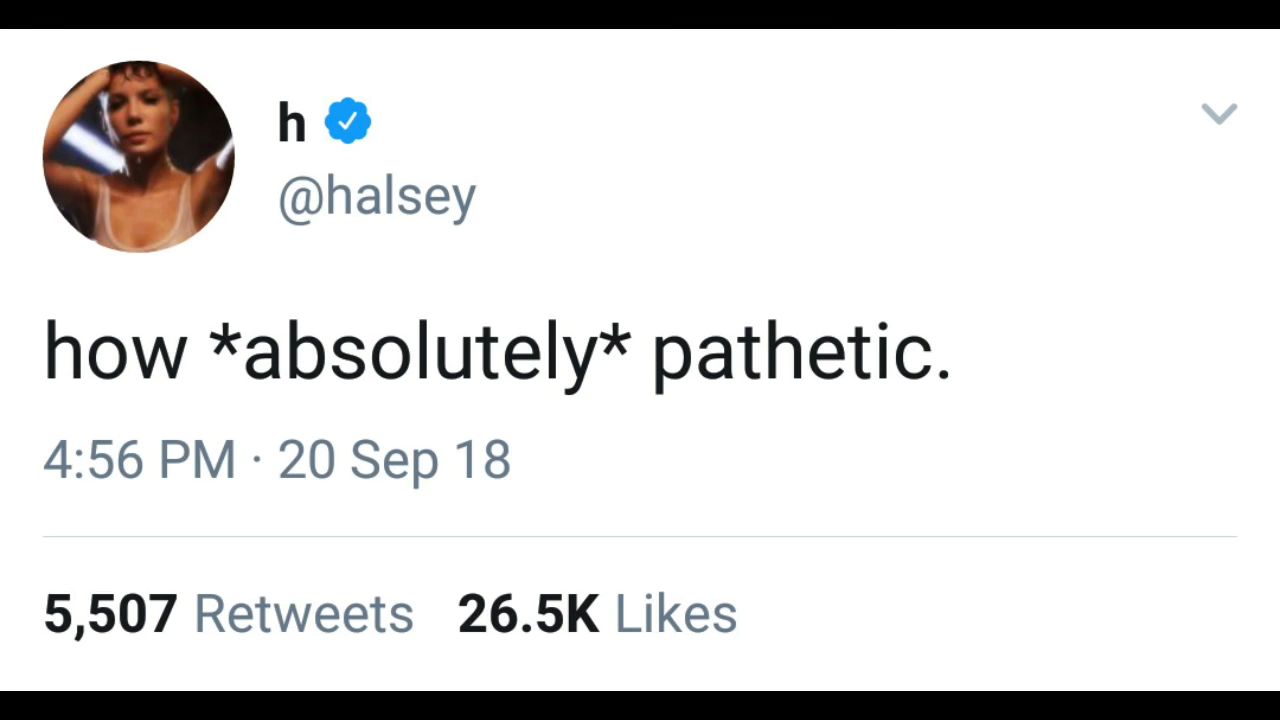 h
@halsey
how *absolutely* pathetic.
4:56 PM · 20 Sep 18
5,507 Retweets 26.5K Likes